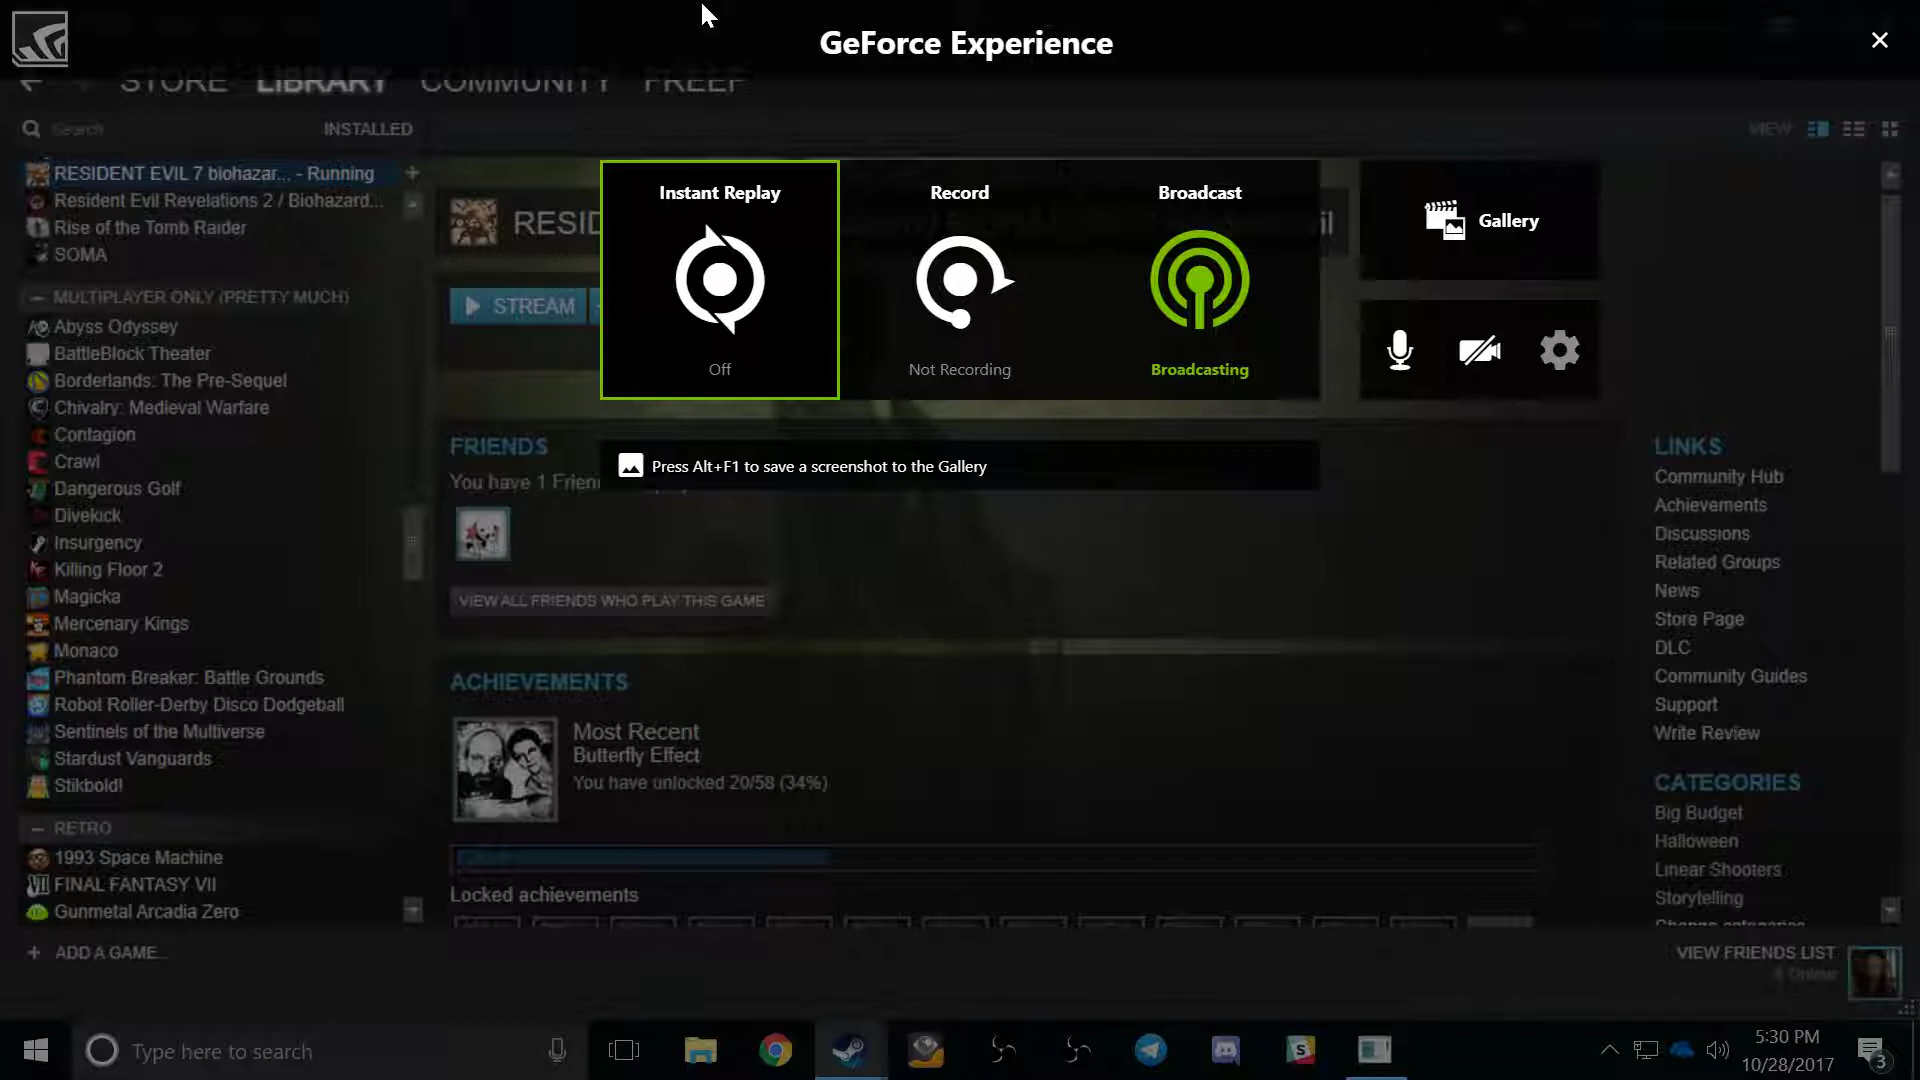 GeForce Experience
STORE LIBRARY COMMUNITY
Search INSTALLED VIEW
RESIDENT EVIL 7 biohazar... - Running
Resident Evil Revelations 2 / Biohazard...
Rise of the Tomb Raider
SOMA
MULTIPLAYER ONLY (PRETTY MUCH)
Abyss Odyssey
BattleBlock Theater
Borderlands: The Pre-Sequel
Chivalry: Medieval Warfare
Contagion
Crawl
Dangerous Golf
Divekick
Insurgency
Killing Floor 2
Magicka
Mercenary Kings
Monaco
Phantom Breaker: Battle Grounds
Robot Roller-Derby Disco Dodgeball
Sentinels of the Multiverse
Stardust Vanguards
Stikbold!
RETRO
1993 Space Machine
FINAL FANTASY VII
Gunmetal Arcadia Zero
+ ADD A GAME...
STREAM
Instant Replay
Off
Record
Not Recording
Broadcast
Broadcasting
Gallery
Press Alt+F1 to save a screenshot to the Gallery
FRIENDS
You have 1
VIEW ALL FRIENDS WHO PLAY THIS GAME
ACHIEVEMENTS
Most Recent
Butterfly Effect
You have unlocked 20/58 (34%)
Locked achievements
LINKS
Community Hub
Achievements
Discussions
Related Groups
News
Store Page
DLC
Community Guides
Support
Write Review
CATEGORIES
Big Budget
Halloween
Linear Shooters
Storytelling
VIEW FRIENDS LIST
Online
Type here to search
5:30 PM
10/28/2017
3